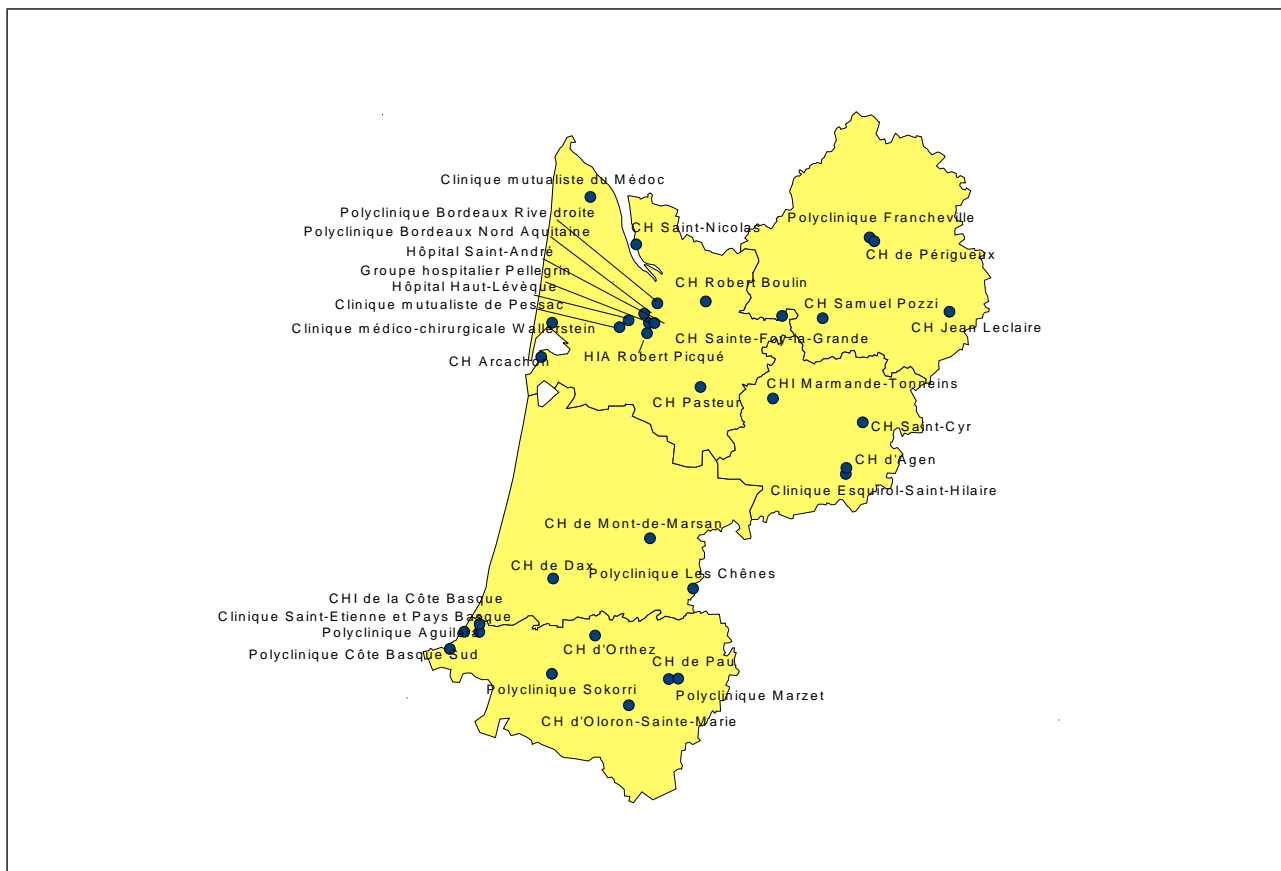 Clinique mutualiste du Médoc
Polyclinique Bordeaux Rive droite
Polyclinique Francheville
CH Saint-Nicolas
Polyclinique Bordeaux Nord Aquitaine
Hôpital Saint-André
CH de Périgueux
Groupe hospitalier Pellegrin
CH Robert Boulin
Hôpital Haut-Lévèque
Clinique mutualiste de Pessac
CH Samuel Pozzi
Clinique médico-chirurgicale Wallerstein
CH Jean Leclaire
CH Sainte-Foy-la-Grande
HIA Robert Picqué
CH Arcachon
CHI Marmande-Tonneins
CH Pasteur
CH Saint-Cyr
CH d'Agen
Clinique Esquirol-Saint-Hilaire
CH de Mont-de-Marsan
CH de Dax
Polyclinique Les Chênes
CHI de la Côte Basque
Clinique Saint-Etienne et Pays Basque
Polyclinique Aguilera
CH d'Orthez
Polyclinique Côte Basque Sud
CH de Pau
Polyclinique Sokorri
Polyclinique Marzet
CH d'Oloron-Sainte-Marie